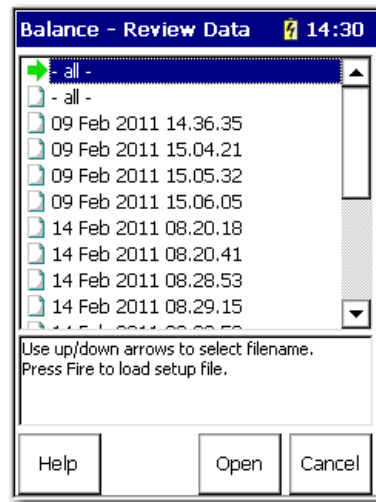 Balance - Review Data 14:30
- all -
- all -
09 Feb 2011 14.36.35
09 Feb 2011 15.04.21
09 Feb 2011 15.05.32
09 Feb 2011 15.06.05
14 Feb 2011 08.20.18
14 Feb 2011 08.20.41
14 Feb 2011 08.28.53
14 Feb 2011 08.29.15
Use up/down arrows to select filename.
Press Fire to load setup file.
Help Open Cancel